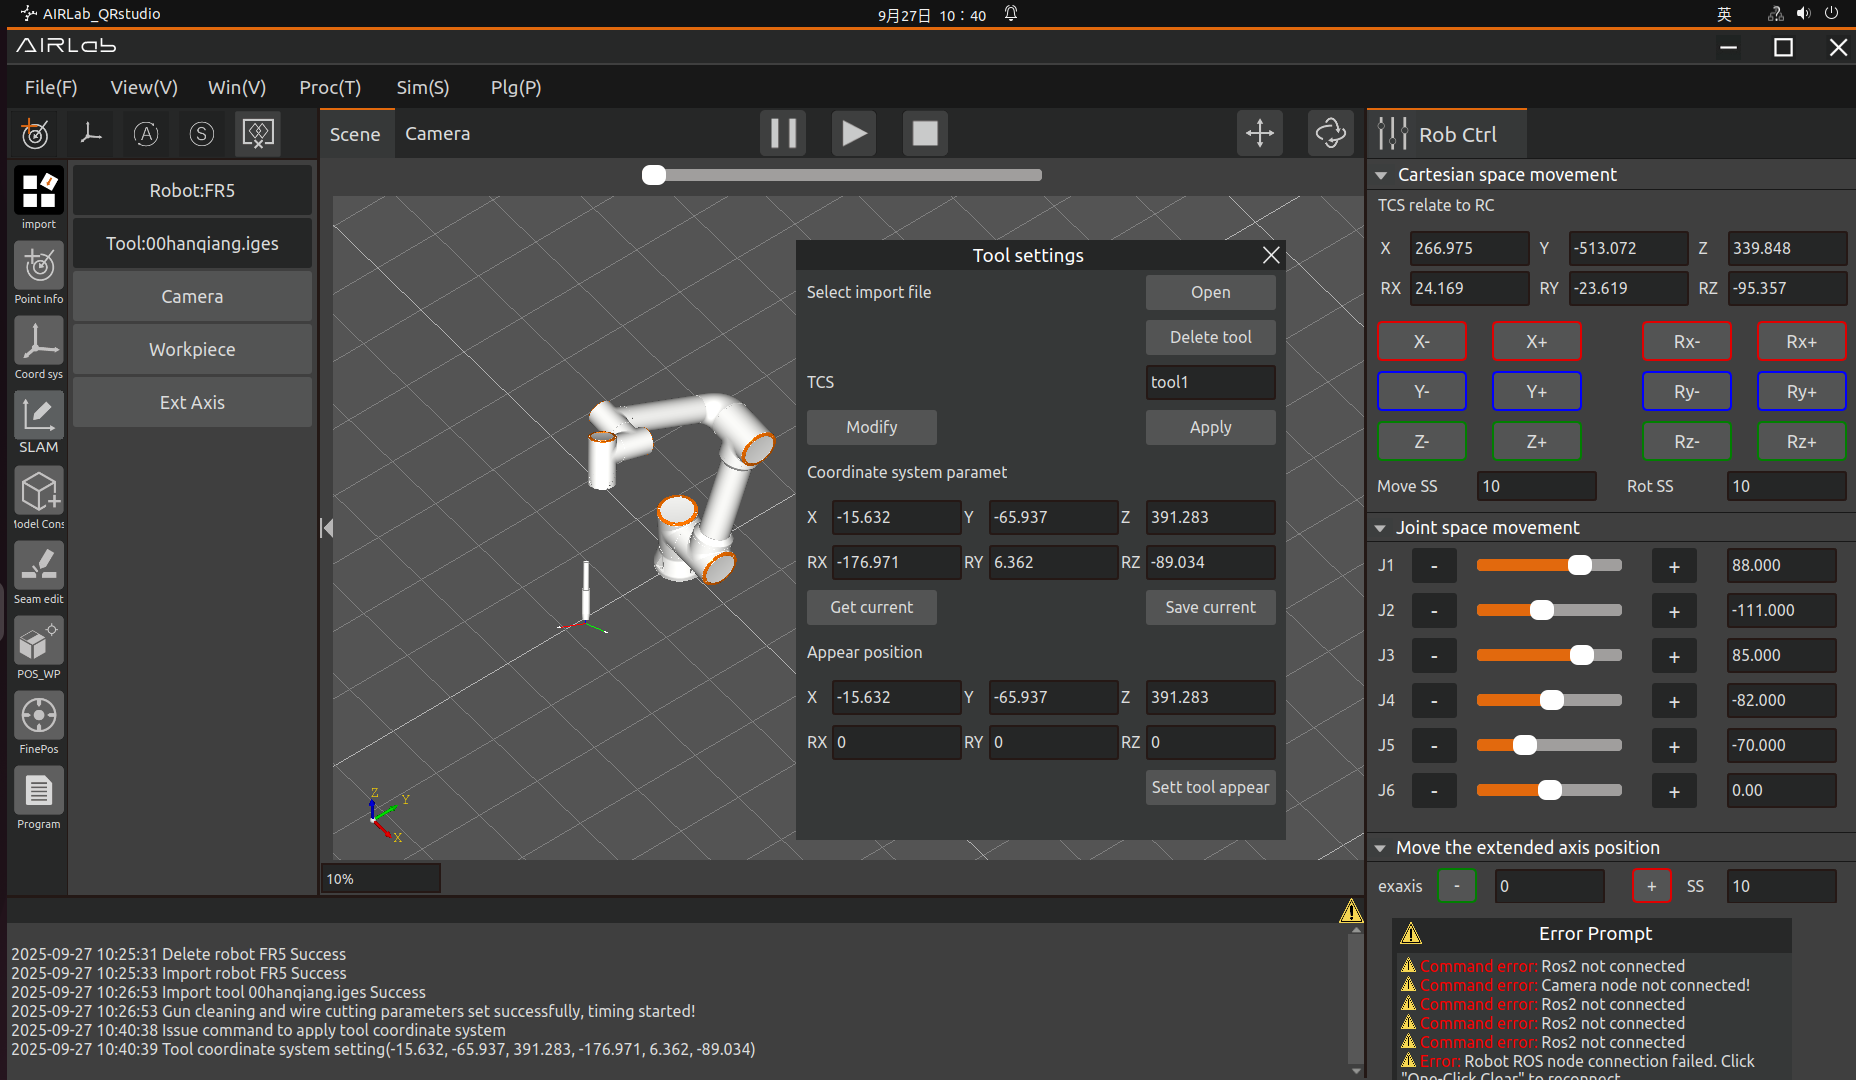 AIRLab_QRstudio
9月27日 10：40
英
AIRLab
File(F) View(V) Win(V) Proc(T) Sim(S) Plg(P)
A S
Scene Camera
Rob Ctrl
import
Point Info
Coord sys
SLAM
Model Cons
Seam edit
POS_WP
FinePos
Program
Robot:FR5
Tool:00hanqiang.iges
Camera
Workpiece
Ext Axis
Z
Y
X
10%
Tool settings
Select import file Open
Delete tool
TCS tool1
Modify Apply
Coordinate system paramet
X -15.632 Y -65.937 Z 391.283
RX -176.971 RY 6.362 RZ -89.034
Get current Save current
Appear position
X -15.632 Y -65.937 Z 391.283
RX 0 RY 0 RZ 0
Sett tool appear
Cartesian space movement
TCS relate to RC
X 266.975 Y -513.072 Z 339.848
RX 24.169 RY -23.619 RZ -95.357
X- X+ Rx- Rx+
Y- Y+ Ry- Ry+
Z- Z+ Rz- Rz+
Move SS 10 Rot SS 10
Joint space movement
J1 - + 88.000
J2 - + -111.000
J3 - + 85.000
J4 - + -82.000
J5 - + -70.000
J6 - + 0.00
Move the extended axis position
exaxis - 0 + SS 10
Error Prompt
Command error: Ros2 not connected
Command error: Camera node not connected!
Command error: Ros2 not connected
Command error: Ros2 not connected
Command error: Ros2 not connected
Error: Robot ROS node connection failed. Click
"One-Click Clear" to reconnect
2025-09-27 10:25:31 Delete robot FR5 Success
2025-09-27 10:25:33 Import robot FR5 Success
2025-09-27 10:26:53 Import tool 00hanqiang.iges Success
2025-09-27 10:26:53 Gun cleaning and wire cutting parameters set successfully, timing started!
2025-09-27 10:40:38 Issue command to apply tool coordinate system
2025-09-27 10:40:39 Tool coordinate system setting(-15.632, -65.937, 391.283, -176.971, 6.362, -89.034)